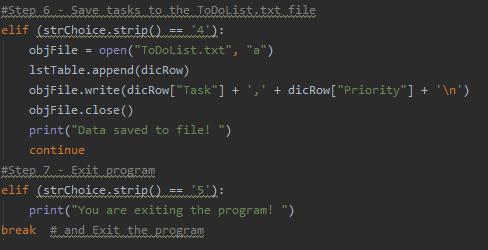 #Step 6 - Save tasks to the ToDoList.txt file
elif (strChoice.strip() == '4'):
    objFile = open("ToDoList.txt", "a")
    lstTable.append(dicRow)
    objFile.write(dicRow["Task"] + ',' + dicRow["Priority"] + '\n')
    objFile.close()
    print("Data saved to file! ")
    continue
#Step 7 - Exit program
elif (strChoice.strip() == '5'):
    print("You are exiting the program! ")
break  # and Exit the program